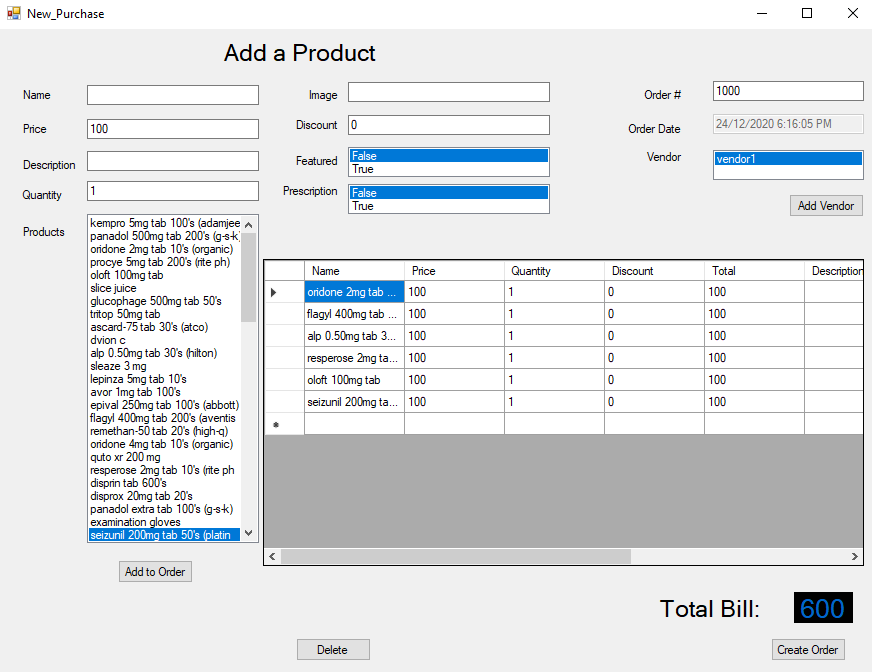 New_Purchase
Add a Product
Name
Price 100
Description
Quantity 1
Products
Image
Discount 0
Featured False
True
Prescription False
True
Order # 1000
Order Date 24/12/2020 6:16:05 PM
Vendor vendor1
Add Vendor
kempro 5mg tab 100's (adamjee
panadol 500mg tab 200's (g-s-k)
oridone 2mg tab 10's (organic)
procye 5mg tab 200's (rite ph)
oloft 100mg tab
slice juice
glucophage 500mg tab 50's
tritop 50mg tab
ascard-75 tab 30's (atco)
dvion c
alp 0.50mg tab 30's (hilton)
sleaze 3 mg
lepinza 5mg tab 10's
avor 1mg tab 100's
epival 250mg tab 100's (abbott)
flagyl 400mg tab 200's (aventis
remethan-50 tab 20's (high-q)
oridone 4mg tab 10's (organic)
quto xr 200 mg
resperose 2mg tab 10's (rite ph
disprin tab 600's
disprox 20mg tab 20's
panadol extra tab 100's (g-s-k)
examination gloves
seizunil 200mg tab 50's (platin
Add to Order
Name Price Quantity Discount Total Description
oridone 2mg tab ... 100 1 0 100
flagyl 400mg tab ... 100 1 0 100
alp 0.50mg tab 3... 100 1 0 100
resperose 2mg ta... 100 1 0 100
oloft 100mg tab 100 1 0 100
seizunil 200mg ta... 100 1 0 100
Total Bill: 600
Delete
Create Order